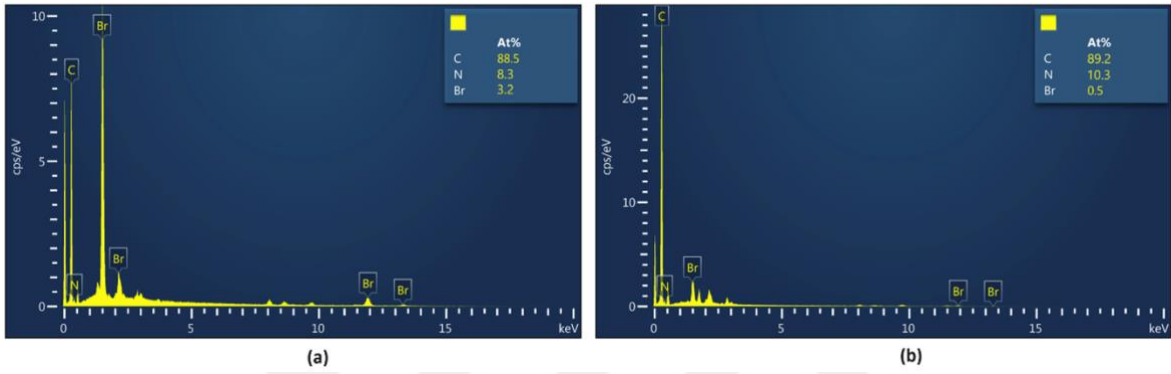 10
5
0
cps/eV
C
N
Br
Br
Br
Br
At%
C 88.5
N 8.3
Br 3.2
0 5 10 15 keV
(a)
20
10
0
cps/eV
C
N
Br
Br
Br
At%
C 89.2
N 10.3
Br 0.5
0 5 10 15 keV
(b)